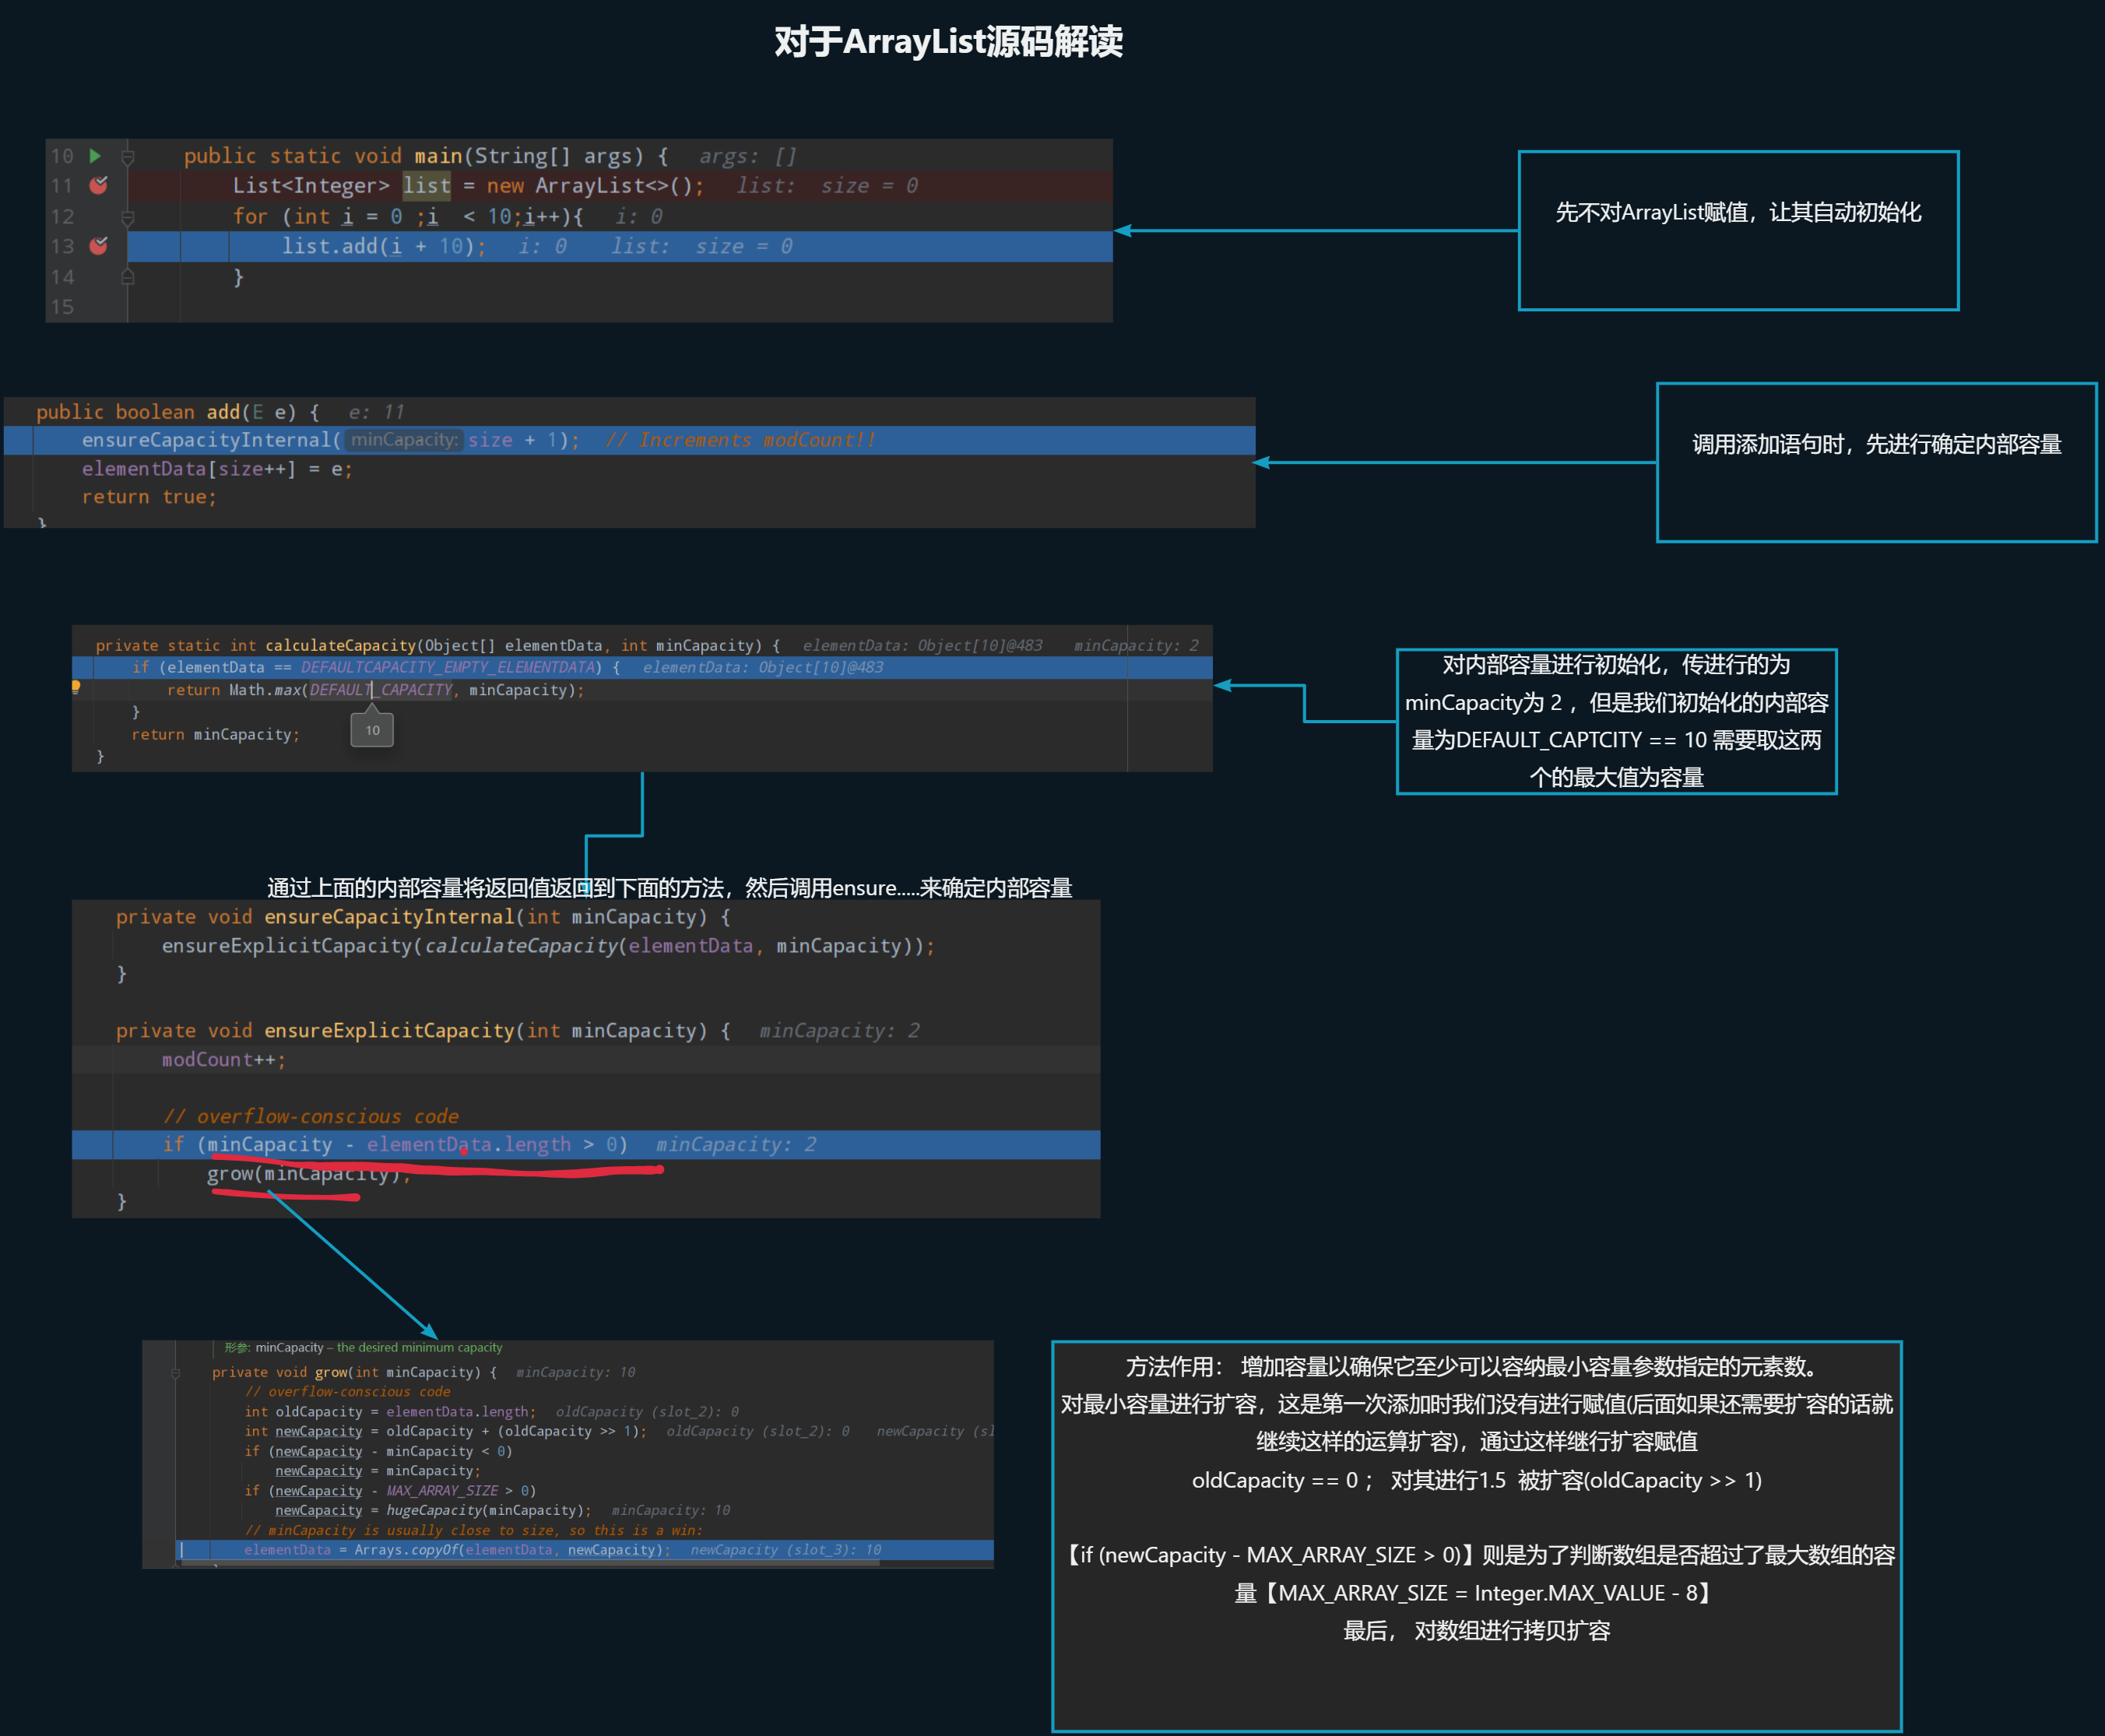 对于ArrayList源码解读
10 public static void main(String[] args) { args: []
11 List<Integer> list = new ArrayList<>(); list: size = 0
12 for (int i = 0 ;i < 10;i++){ i: 0
13 list.add(i + 10); i: 0 list: size = 0
14 }
15
先不对ArrayList赋值，让其自动初始化
public boolean add(E e) { e: 11
ensureCapacityInternal( minCapacity: size + 1); // Increments modCount!!
elementData[size++] = e;
return true;
}
调用添加语句时，先进行确定内部容量
private static int calculateCapacity(Object[] elementData, int minCapacity) { elementData: Object[10]@483 minCapacity: 2
if (elementData == DEFAULTCAPACITY_EMPTY_ELEMENTDATA) { elementData: Object[10]@483
return Math.max(DEFAULT_CAPACITY, minCapacity);
}
10
return minCapacity;
}
对内部容量进行初始化，传进行的为
minCapacity为 2 ，但是我们初始化的内部容
量为DEFAULT_CAPTCITY == 10 需要取这两
个的最大值为容量
通过上面的内部容量将返回值返回到下面的方法，然后调用ensure.....来确定内部容量
private void ensureCapacityInternal(int minCapacity) {
ensureExplicitCapacity(calculateCapacity(elementData, minCapacity));
}
private void ensureExplicitCapacity(int minCapacity) { minCapacity: 2
modCount++;
// overflow-conscious code
if (minCapacity - elementData.length > 0) minCapacity: 2
grow(minCapacity);
}
形参: minCapacity – the desired minimum capacity
private void grow(int minCapacity) { minCapacity: 10
// overflow-conscious code
int oldCapacity = elementData.length; oldCapacity (slot_2): 0
int newCapacity = oldCapacity + (oldCapacity >> 1); oldCapacity (slot_2): 0 newCapacity (sl
if (newCapacity - minCapacity < 0)
newCapacity = minCapacity;
if (newCapacity - MAX_ARRAY_SIZE > 0)
newCapacity = hugeCapacity(minCapacity); minCapacity: 10
// minCapacity is usually close to size, so this is a win:
elementData = Arrays.copyOf(elementData, newCapacity); newCapacity (slot_3): 10
方法作用： 增加容量以确保它至少可以容纳最小容量参数指定的元素数。
对最小容量进行扩容，这是第一次添加时我们没有进行赋值(后面如果还需要扩容的话就
继续这样的运算扩容)，通过这样继行扩容赋值
oldCapacity == 0 ； 对其进行1.5 被扩容(oldCapacity >> 1)
【if (newCapacity - MAX_ARRAY_SIZE > 0)】则是为了判断数组是否超过了最大数组的容
量【MAX_ARRAY_SIZE = Integer.MAX_VALUE - 8】
最后， 对数组进行拷贝扩容